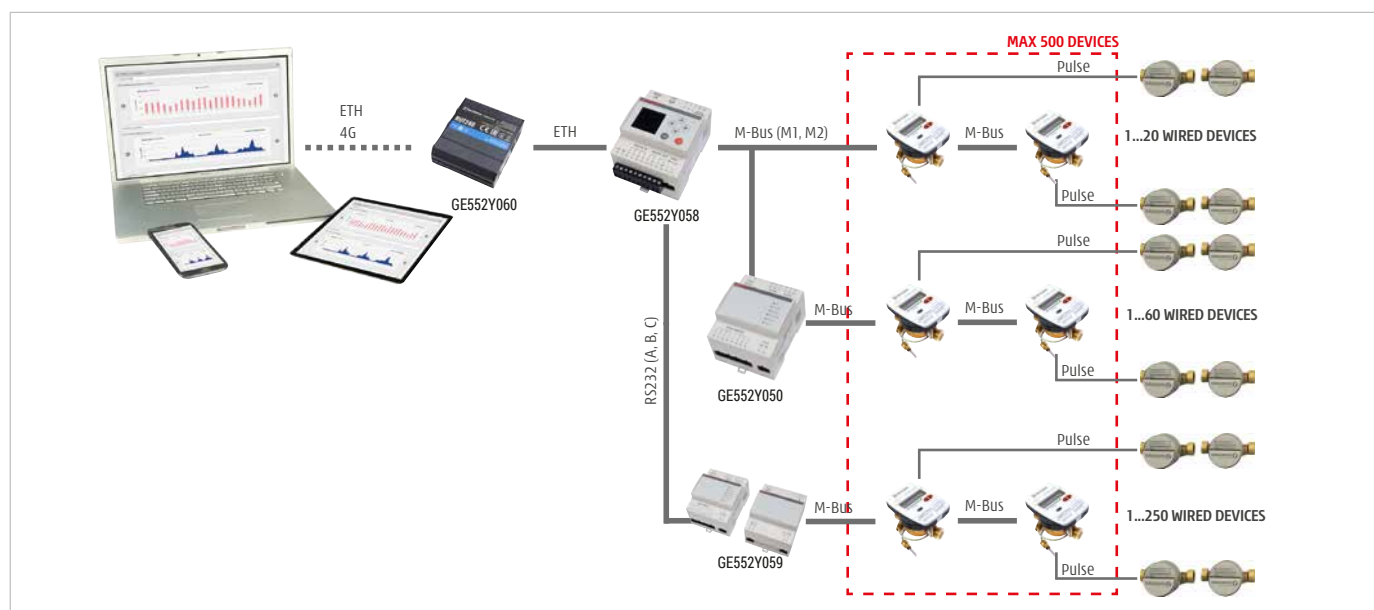 MAX 500 DEVICES
Pulse
ETH
4G
RUT240
ETH
M-Bus (M1, M2)
M-Bus
1...20 WIRED DEVICES
GE552Y060
GE552Y058
Pulse
Pulse
RS232 (A, B, C)
M-Bus
M-Bus
1...60 WIRED DEVICES
GE552Y050
Pulse
Pulse
M-Bus
M-Bus
1...250 WIRED DEVICES
GE552Y059
Pulse